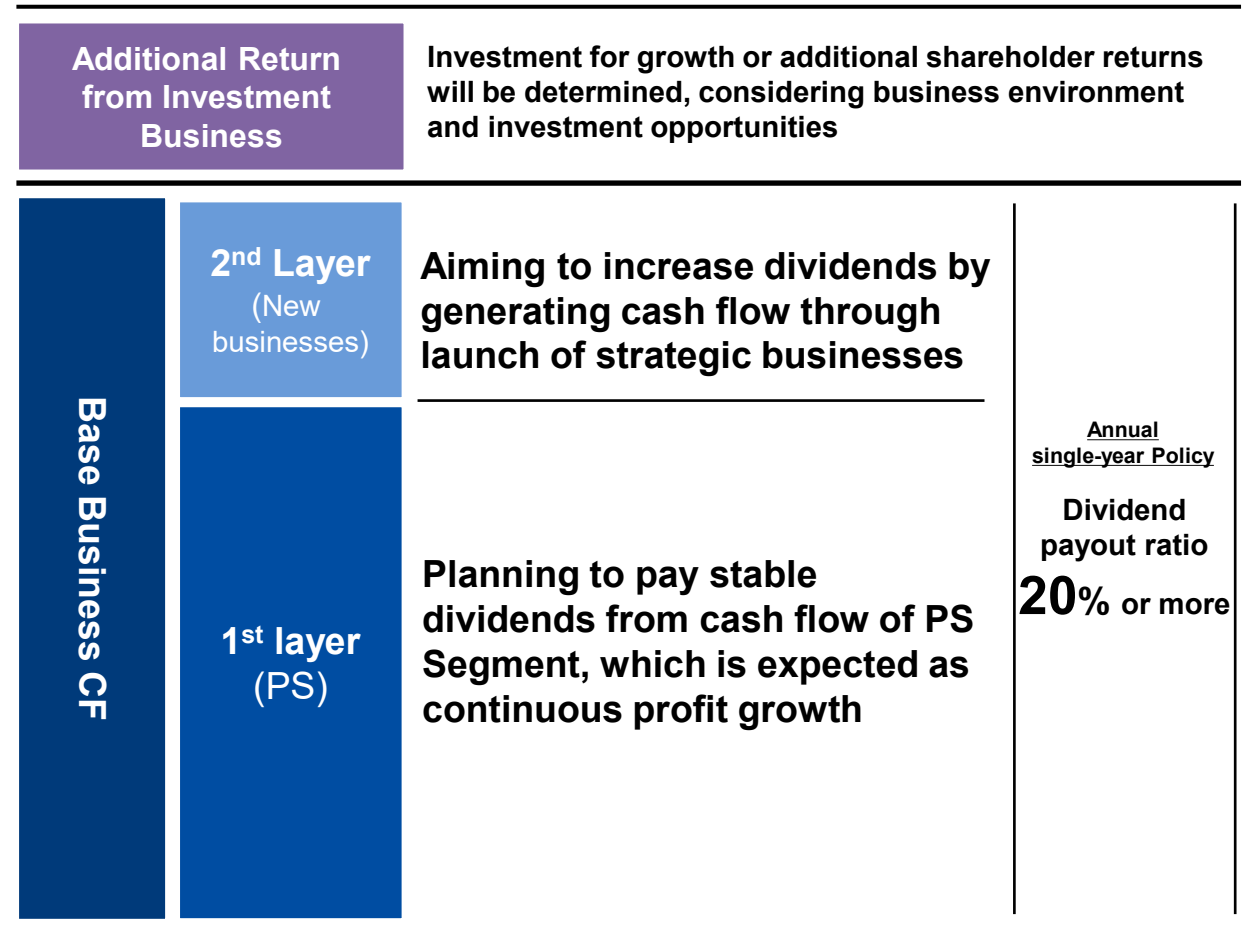 Additional Return
from Investment
Business
Investment for growth or additional shareholder returns
will be determined, considering business environment
and investment opportunities
Base Business CF
2nd Layer
(New
businesses)
Aiming to increase dividends by
generating cash flow through
launch of strategic businesses
1st layer
(PS)
Planning to pay stable
dividends from cash flow of PS
Segment, which is expected as
continuous profit growth
Annual
single-year Policy
Dividend
payout ratio
20% or more